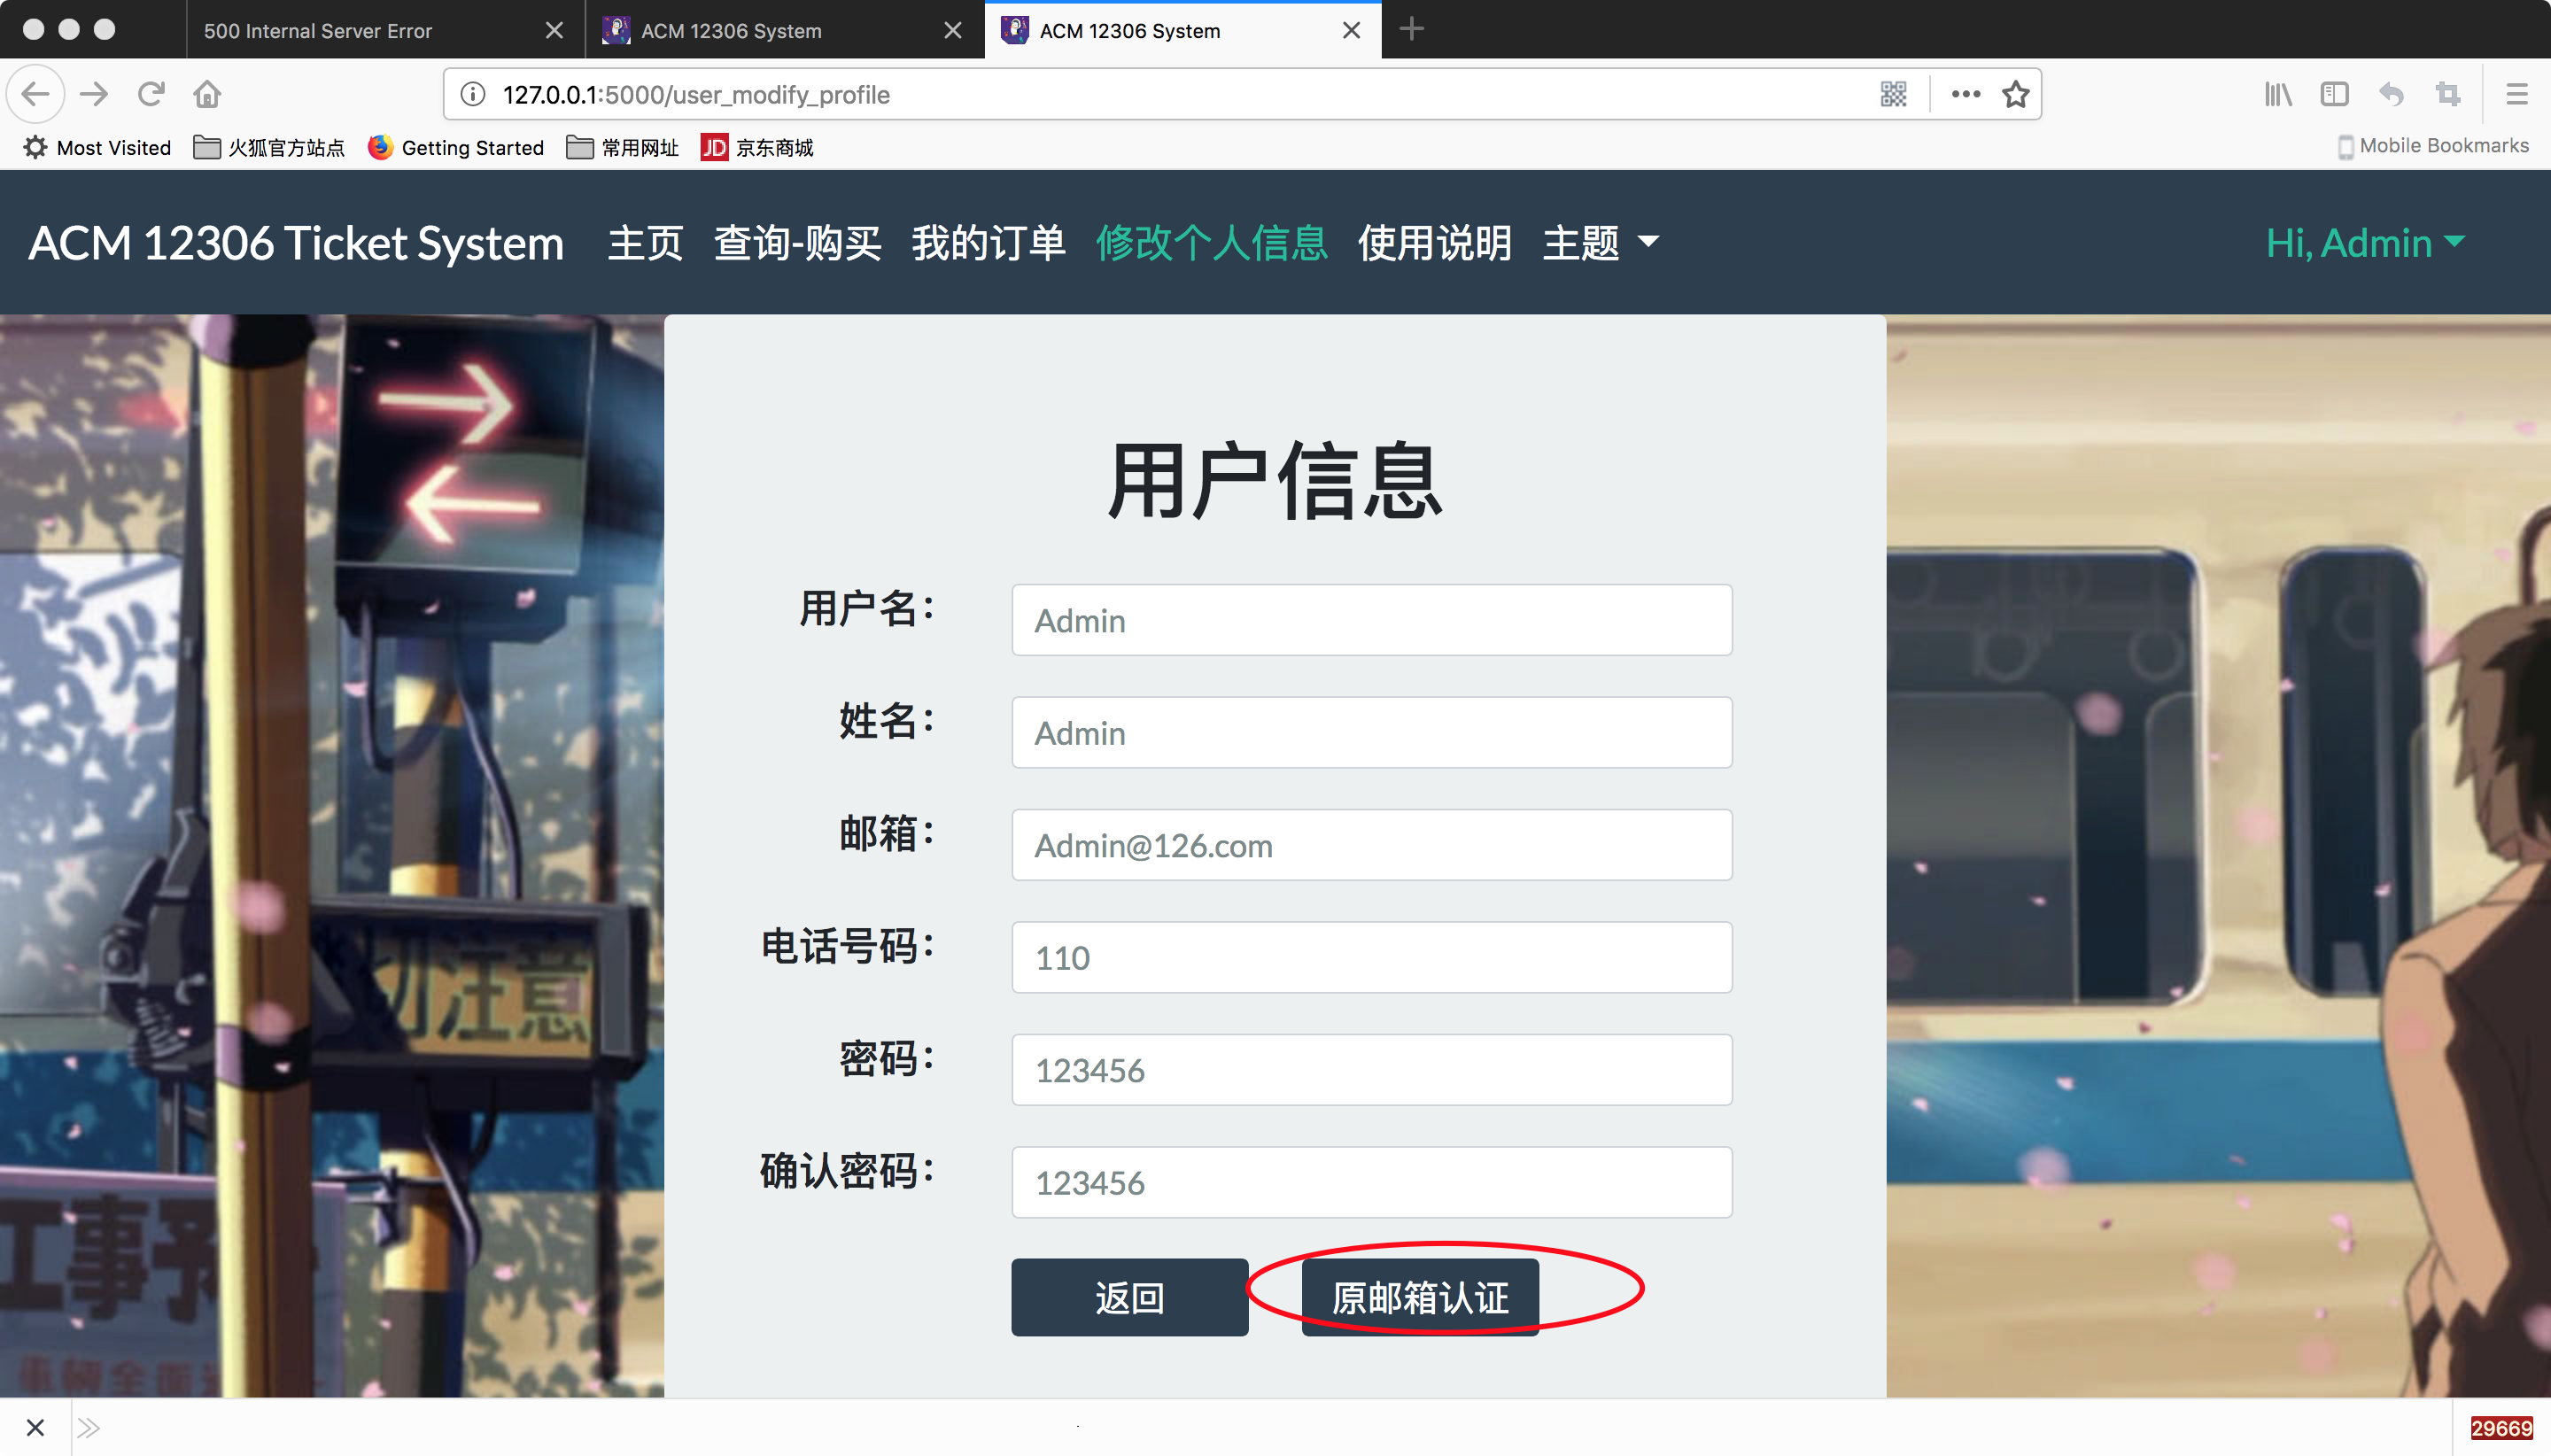 500 Internal Server Error
ACM 12306 System
ACM 12306 System
127.0.0.1:5000/user_modify_profile
Most Visited 火狐官方站点 Getting Started 常用网址 JD 京东商城 Mobile Bookmarks
ACM 12306 Ticket System 主页 查询-购买 我的订单 修改个人信息 使用说明 主题 Hi, Admin
用户信息
用户名： Admin
姓名： Admin
邮箱： Admin@126.com
电话号码： 110
密码： 123456
确认密码： 123456
返回 原邮箱认证
注意
工事
29669